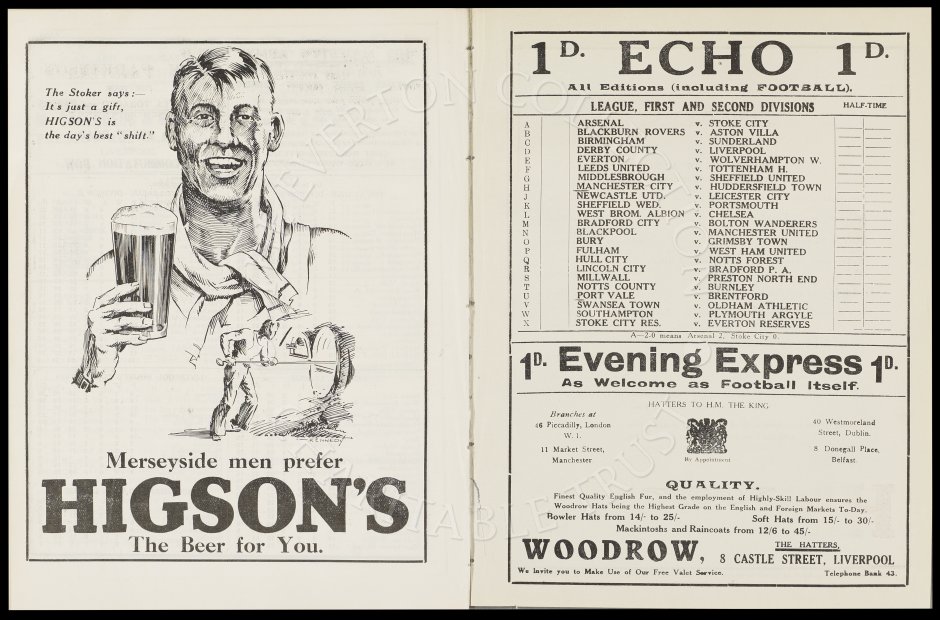 The Stoker says:—
It's just a gift,
HIGSON'S is
the day's best "shift."
KENNEDY
Merseyside men prefer
HIGSON'S
The Beer for You.
1D. ECHO 1D.
All Editions (including FOOTBALL).
LEAGUE, FIRST AND SECOND DIVISIONS HALF-TIME
A ARSENAL v. STOKE CITY
B BLACKBURN ROVERS v. ASTON VILLA
C BIRMINGHAM v. SUNDERLAND
D DERBY COUNTY v. LIVERPOOL
E EVERTON v. WOLVERHAMPTON W.
F LEEDS UNITED v. TOTTENHAM H.
G MIDDLESBROUGH v. SHEFFIELD UNITED
H MANCHESTER CITY v. HUDDERSFIELD TOWN
J NEWCASTLE UTD. v. LEICESTER CITY
K SHEFFIELD WED. v. PORTSMOUTH
L WEST BROM. ALBION v. CHELSEA
M BRADFORD CITY v. BOLTON WANDERERS
N BLACKPOOL v. MANCHESTER UNITED
O BURY v. GRIMSBY TOWN
P FULHAM v. WEST HAM UNITED
Q HULL CITY v. NOTTS FOREST
R LINCOLN CITY v. BRADFORD P. A.
S MILLWALL v. PRESTON NORTH END
T NOTTS COUNTY v. BURNLEY
U PORT VALE v. BRENTFORD
V SWANSEA TOWN v. OLDHAM ATHLETIC
W SOUTHAMPTON v. PLYMOUTH ARGYLE
X STOKE CITY RES. v. EVERTON RESERVES
A—2-0 means Arsenal 2, Stoke City 0.
1D. Evening Express 1D.
As Welcome as Football Itself.
HATTERS TO H.M. THE KING
Branches at
46 Piccadilly, London
W. 1.
11 Market Street,
Manchester
By Appointment
40 Westmoreland
Street, Dublin.
8 Donegall Place,
Belfast.
QUALITY.
Finest Quality English Fur, and the employment of Highly-Skill Labour ensures the
Woodrow Hats being the Highest Grade on the English and Foreign Markets To-Day.
Bowler Hats from 14/- to 25/- Soft Hats from 15/- to 30/-
Mackintoshs and Raincoats from 12/6 to 45/-
WOODROW, THE HATTERS,
8 CASTLE STREET, LIVERPOOL
We Invite you to Make Use of Our Free Valet Service. Telephone Bank 43.
EVERTON CO
CHARITABLE TRUST